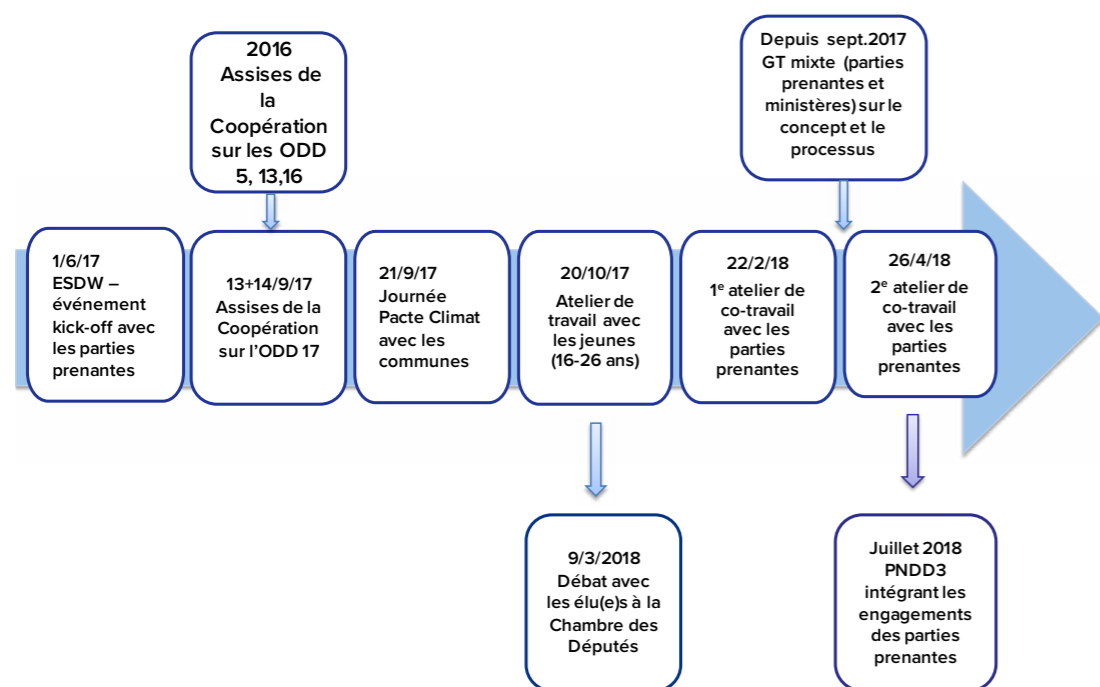 2016
Assises de
la
Coopération
sur les ODD
5, 13,16
Depuis sept.2017
GT mixte (parties
prenantes et
ministères) sur le
concept et le
processus
1/6/17
ESDW –
événement
kick-off avec
les parties
prenantes
13+14/9/17
Assises de la
Coopération
sur l'ODD 17
21/9/17
Journée
Pacte Climat
avec les
communes
20/10/17
Atelier de
travail avec
les jeunes
(16-26 ans)
22/2/18
1e atelier de
co-travail
avec les
parties
prenantes
26/4/18
2e atelier de
co-travail
avec les
parties
prenantes
9/3/2018
Débat avec
les élu(e)s à la
Chambre des
Députés
Juillet 2018
PNDD3
intégrant les
engagements
des parties
prenantes